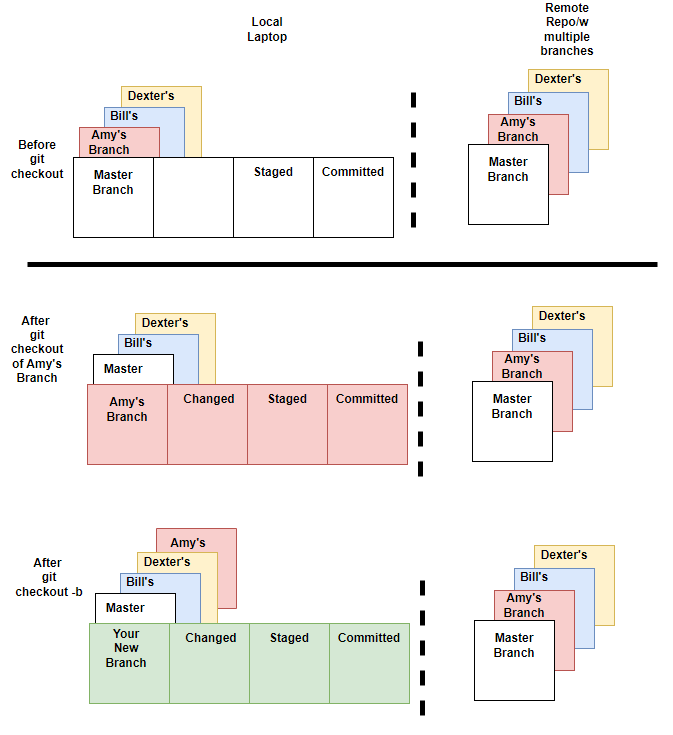 Local
Laptop
Remote
Repo/w
multiple
branches
Before
git
checkout
Dexter's
Bill's
Amy's
Branch
Master
Branch
Staged
Committed
Dexter's
Bill's
Amy's
Branch
Master
Branch
After
git
checkout
of Amy's
Branch
Dexter's
Bill's
Master
Amy's
Branch
Changed
Staged
Committed
Dexter's
Bill's
Amy's
Branch
Master
Branch
After
git
checkout -b
Amy's
Dexter's
Bill's
Master
Your
New
Branch
Changed
Staged
Committed
Dexter's
Bill's
Amy's
Branch
Master
Branch